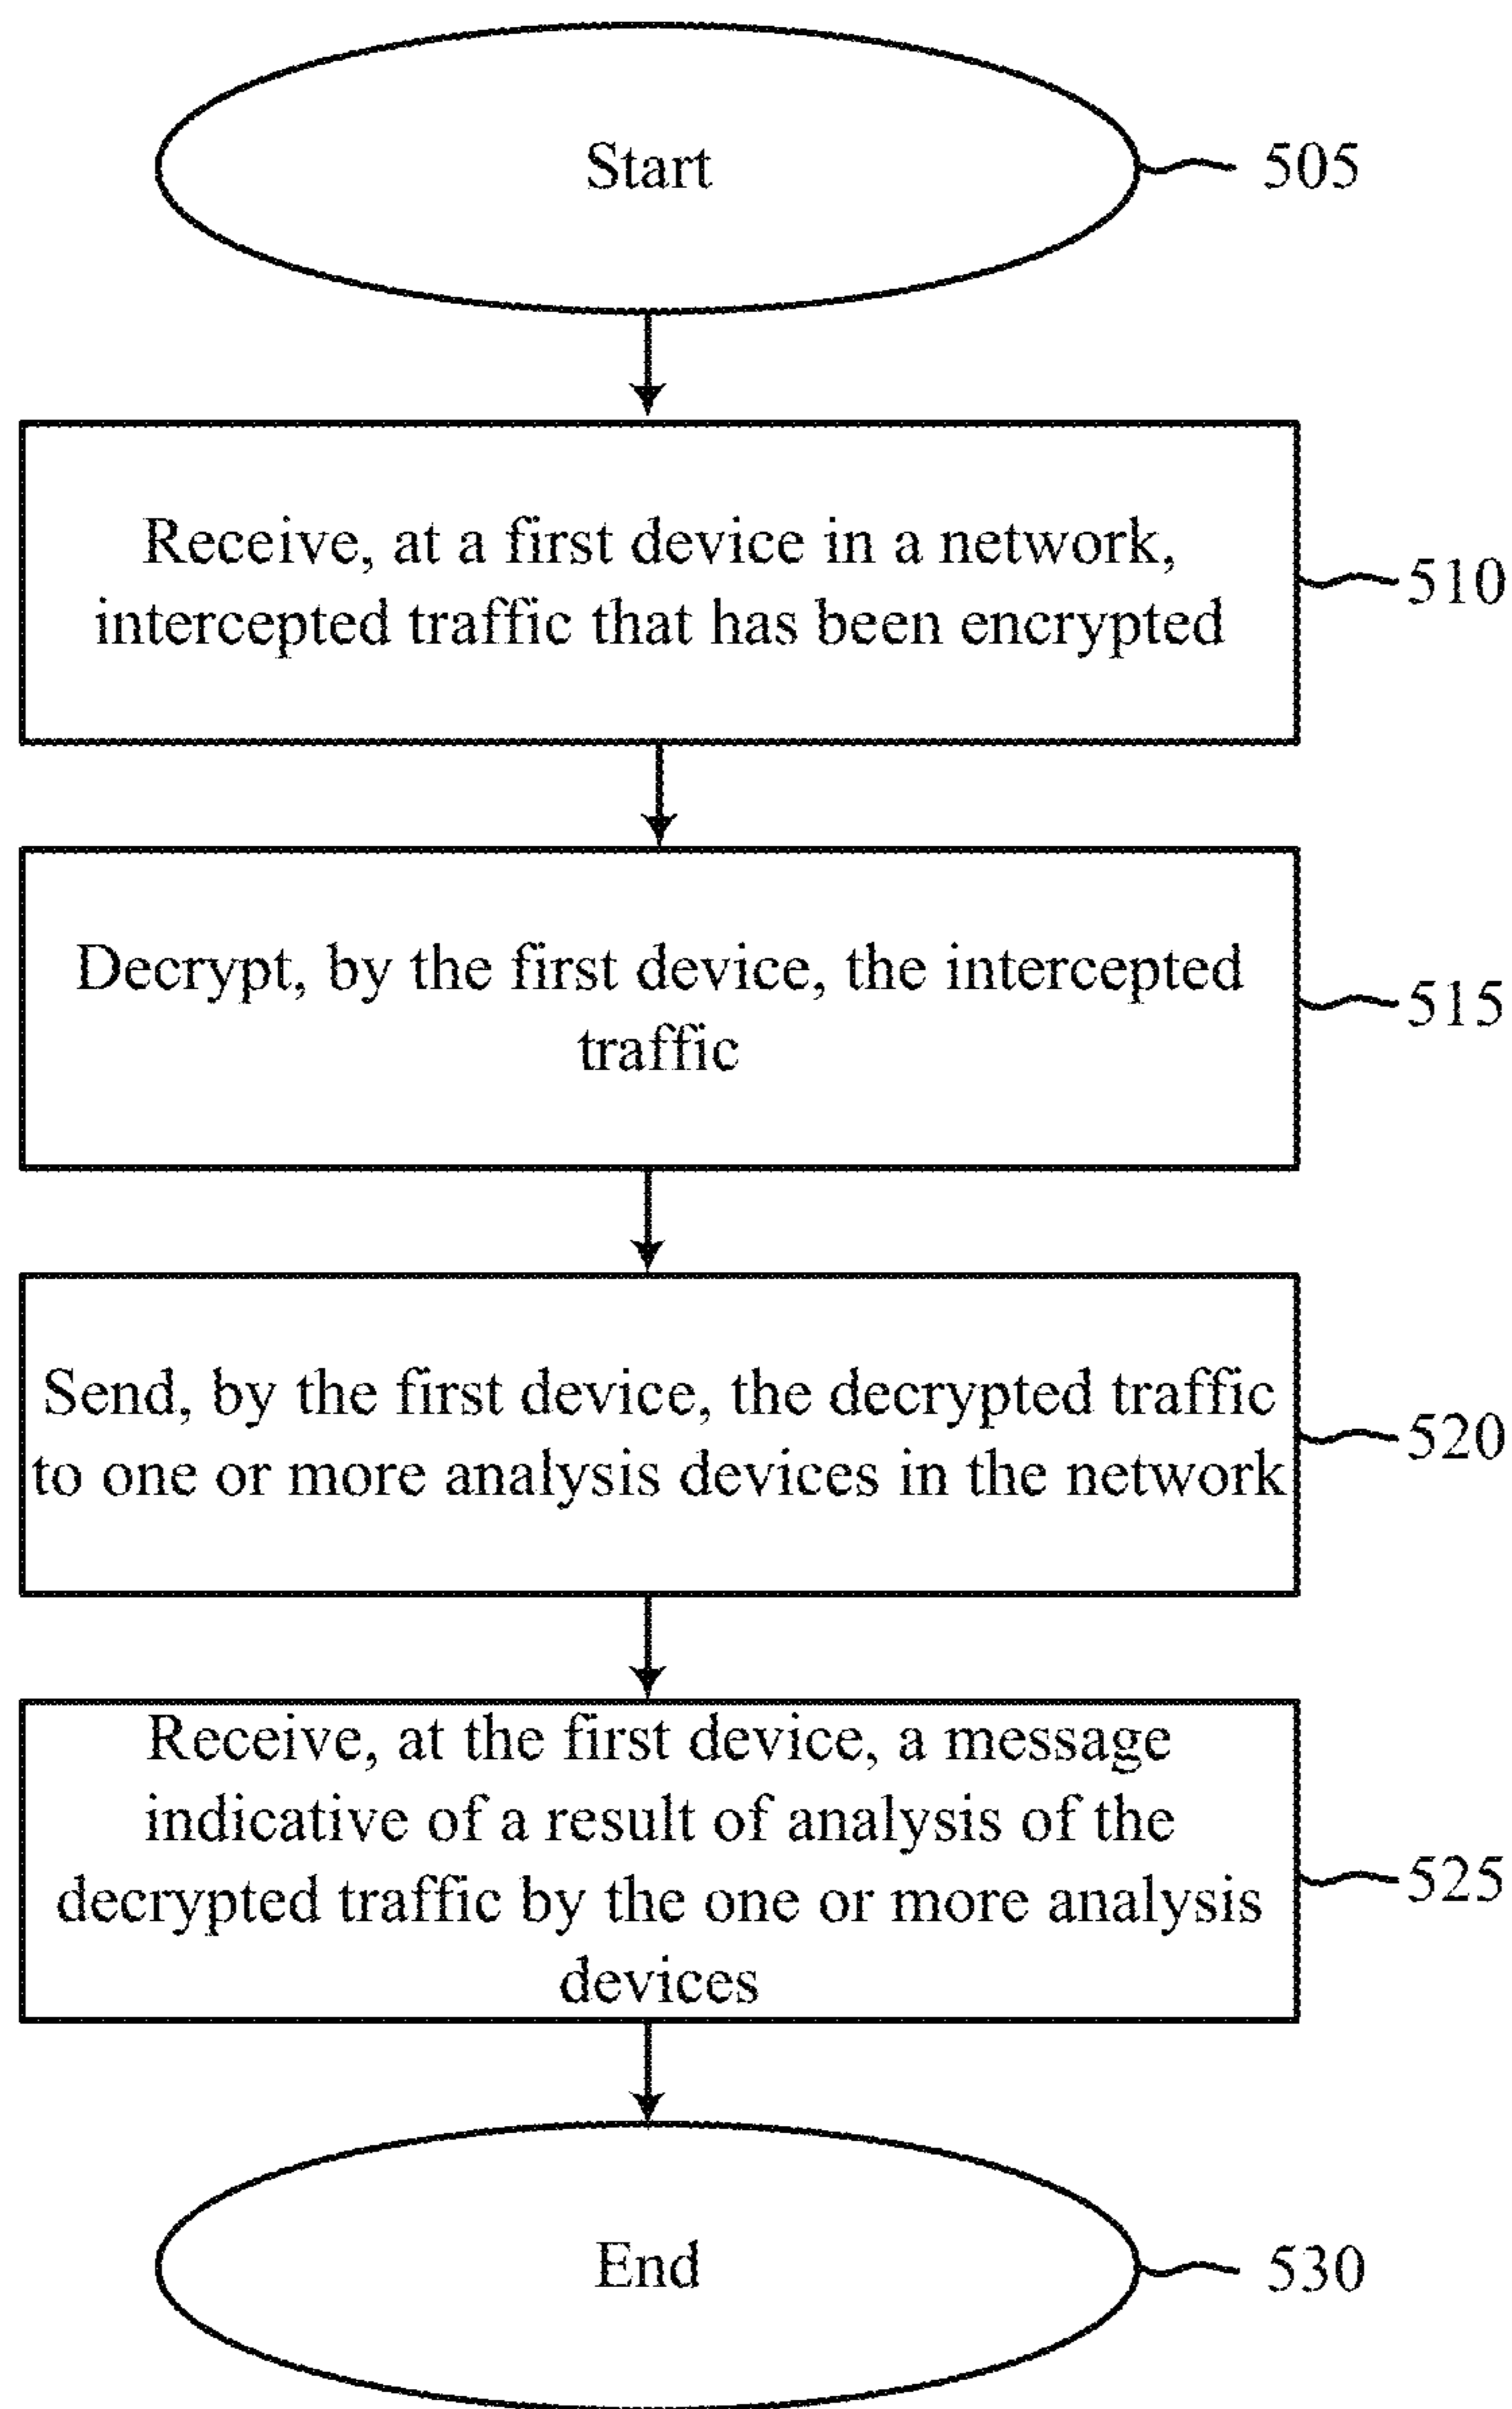 Start
505
Receive, at a first device in a network,
intercepted traffic that has been encrypted
510
Decrypt, by the first device, the intercepted
traffic
515
Send, by the first device, the decrypted traffic
to one or more analysis devices in the network
520
Receive, at the first device, a message
indicative of a result of analysis of the
decrypted traffic by the one or more analysis
devices
525
End
530